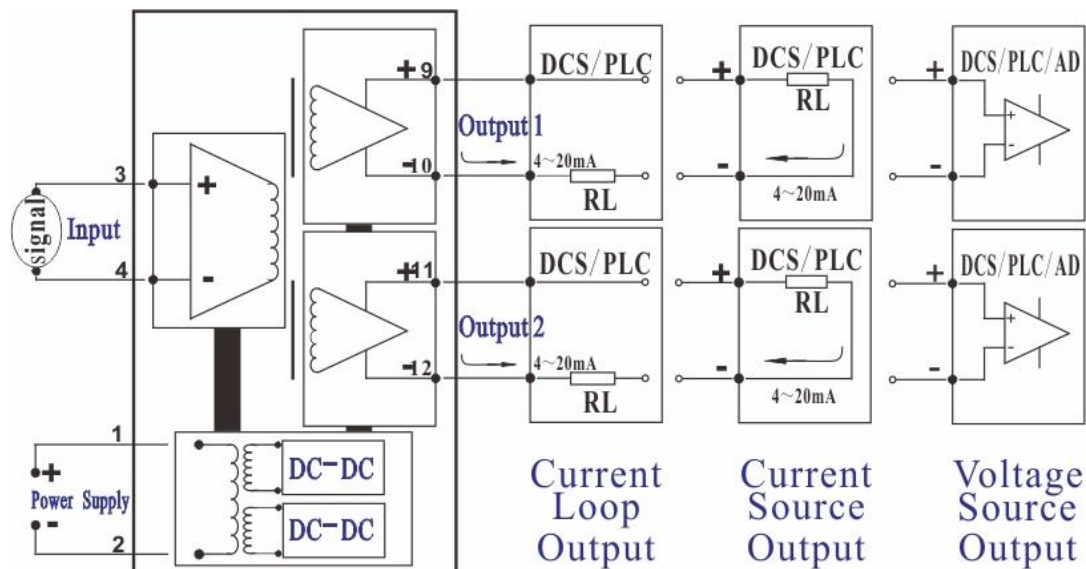 +9
-10
Output 1
DCS/PLC
4~20mA
RL
+
-
DCS/PLC
RL
4~20mA
+
-
DCS/PLC/AD
+
-
3
signal
Input
4
+
-
+11
-12
Output 2
DCS/PLC
4~20mA
RL
+
-
DCS/PLC
RL
4~20mA
+
-
DCS/PLC/AD
+
-
1
+
Power Supply
-
2
DC-DC
DC-DC
Current
Loop
Output
Current
Source
Output
Voltage
Source
Output